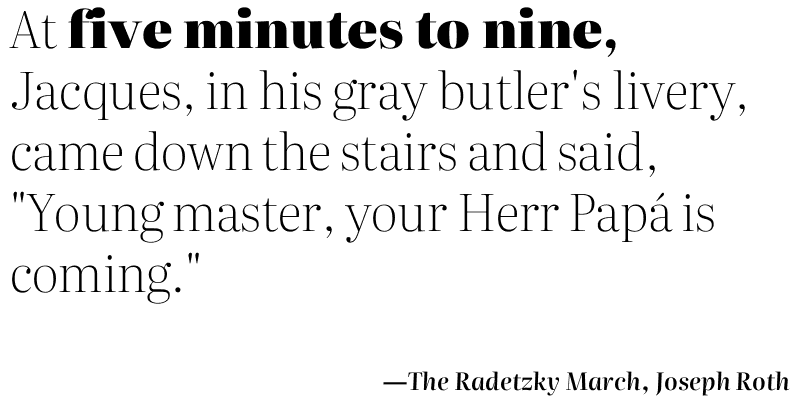 At five minutes to nine,
Jacques, in his gray butler's livery,
came down the stairs and said,
"Young master, your Herr Papá is
coming."
—The Radetzky March, Joseph Roth